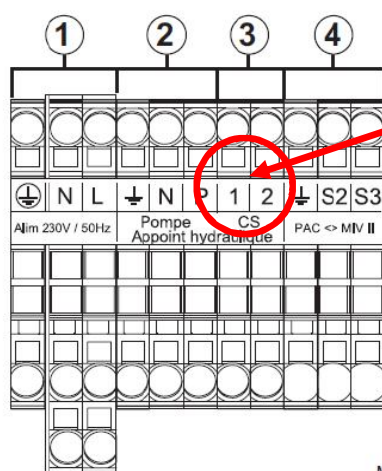 1 2 3 4
N L N P 1 2 S2 S3
Alim 230V / 50Hz Pompe CS PAC <> MIV II
Appoint hydraulique